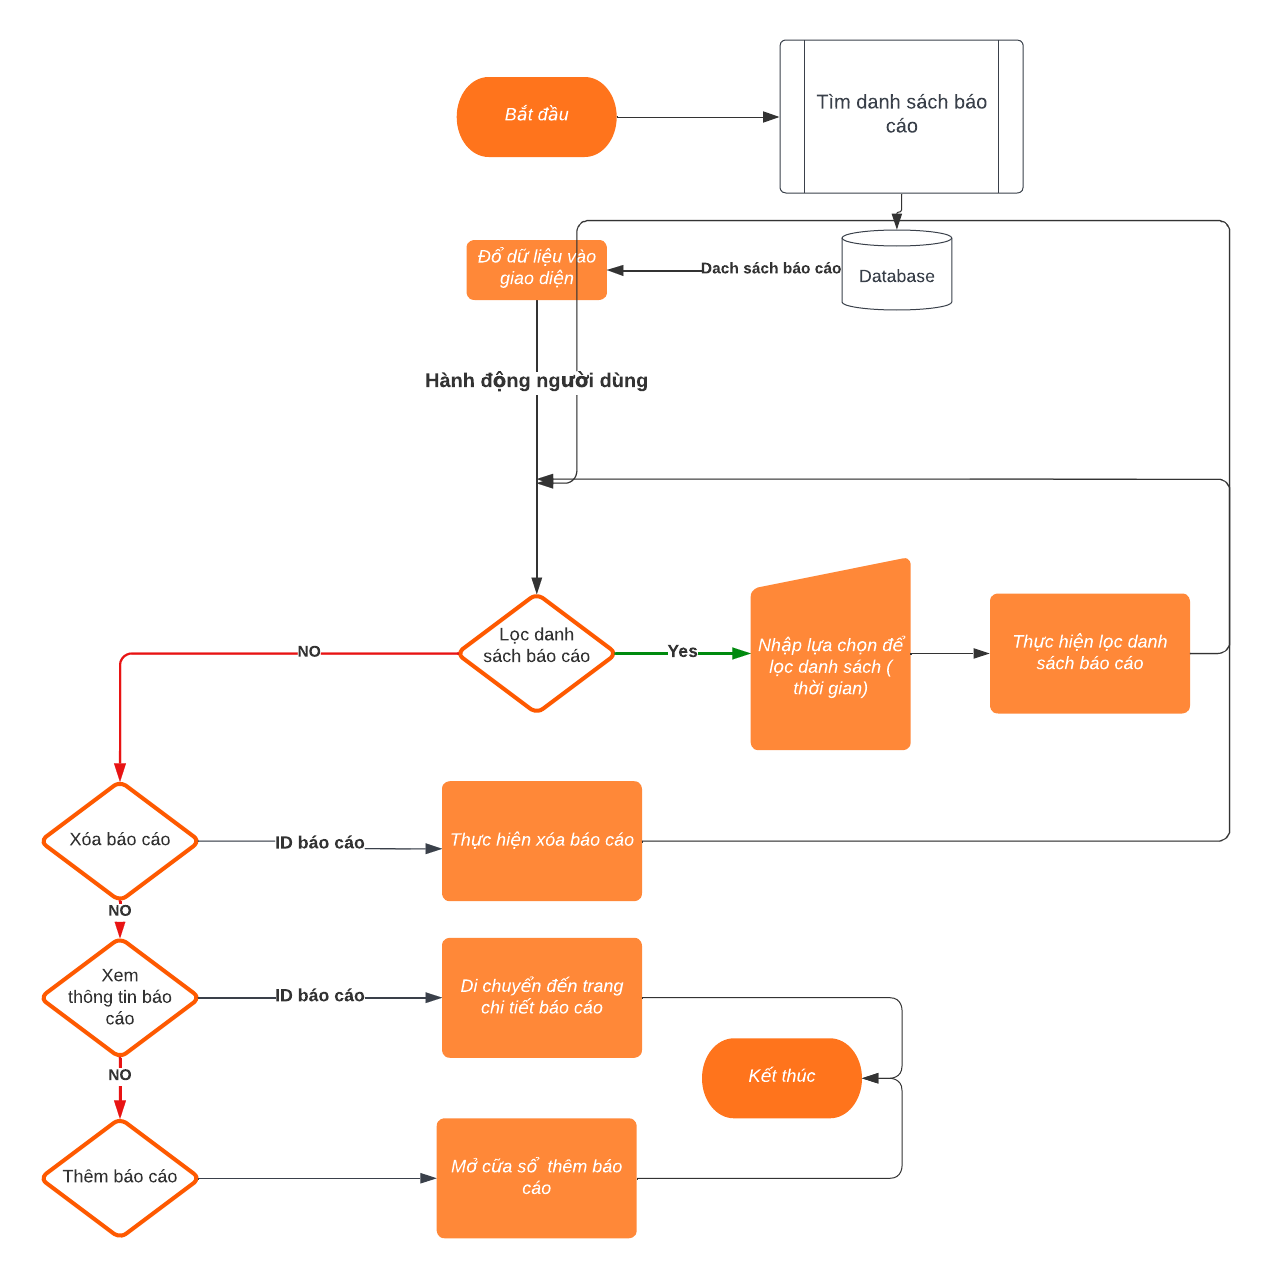 Bắt đầu
Tìm danh sách báo
cáo
Đổ dữ liệu vào
giao diện
Dach sách báo cáo
Database
Hành động người dùng
Lọc danh
sách báo cáo
NO
Yes
Nhập lựa chọn để
lọc danh sách (
thời gian)
Thực hiện lọc danh
sách báo cáo
Xóa báo cáo
ID báo cáo
Thực hiện xóa báo cáo
NO
Xem
thông tin báo
cáo
ID báo cáo
Di chuyển đến trang
chi tiết báo cáo
Kết thúc
NO
Thêm báo cáo
Mở cữa sổ  thêm báo
cáo